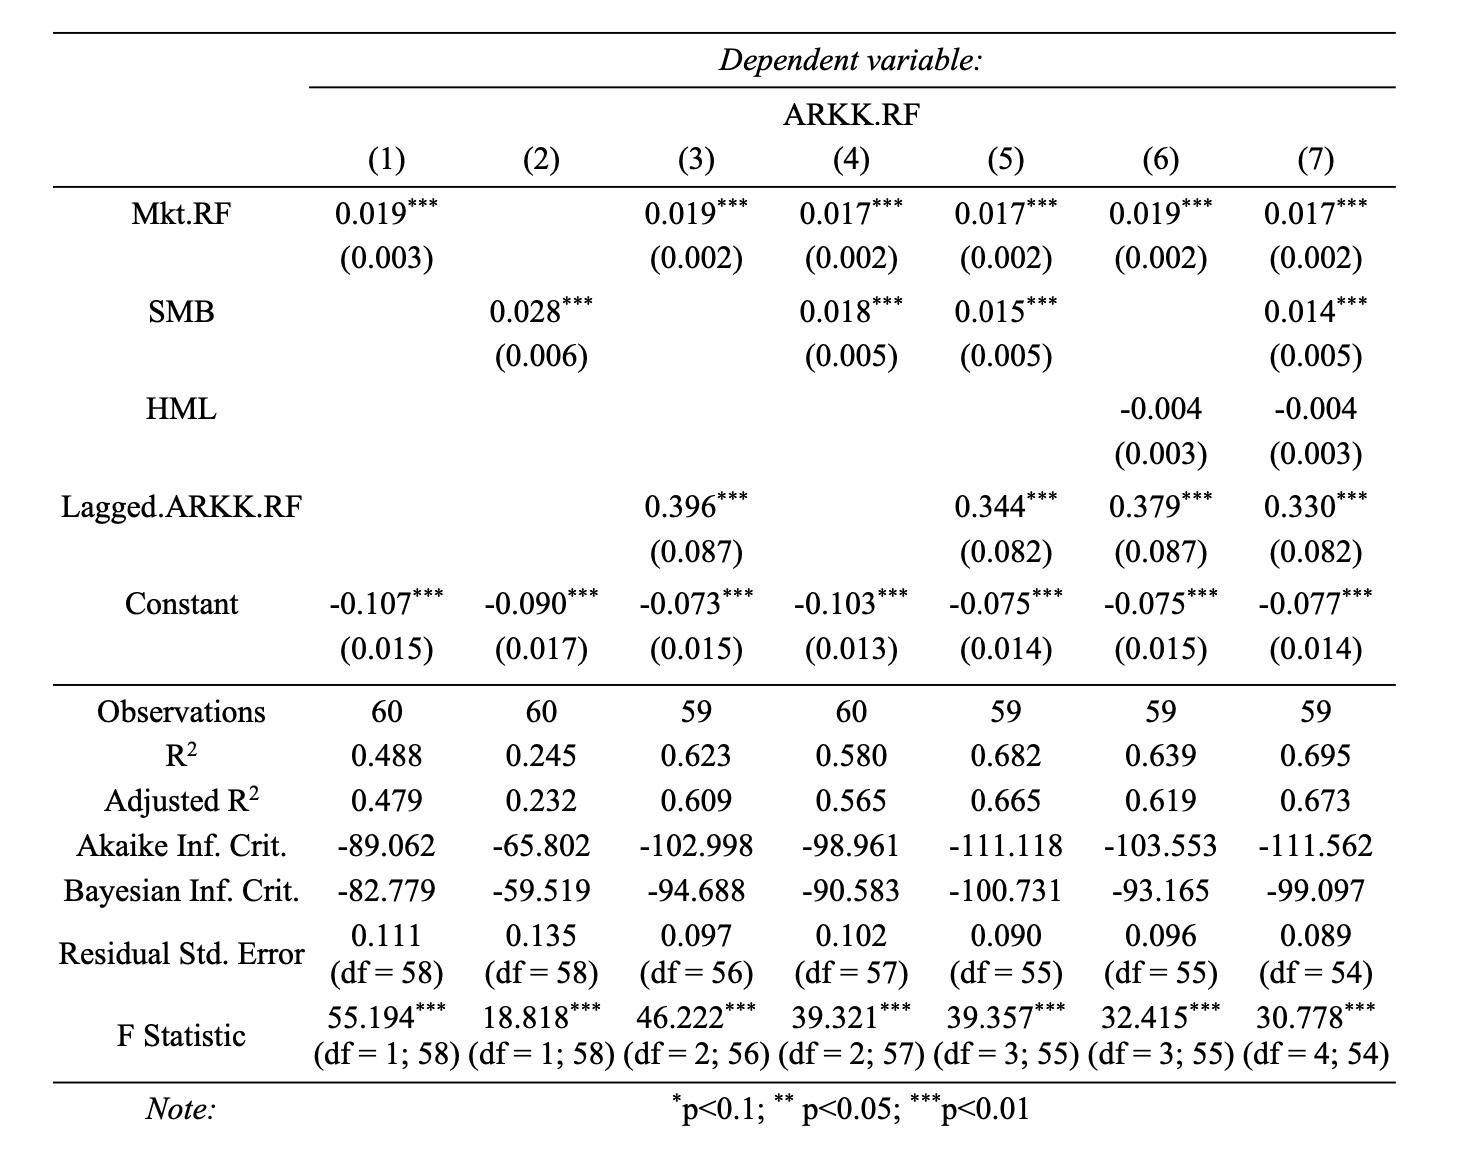 Dependent variable:
ARKK.RF
(1) (2) (3) (4) (5) (6) (7)
Mkt.RF 0.019*** 0.019*** 0.017*** 0.017*** 0.019*** 0.017***
(0.003) (0.002) (0.002) (0.002) (0.002) (0.002)
SMB 0.028*** 0.018*** 0.015*** 0.014***
(0.006) (0.005) (0.005) (0.005)
HML -0.004 -0.004
(0.003) (0.003)
Lagged.ARKK.RF 0.396*** 0.344*** 0.379*** 0.330***
(0.087) (0.082) (0.087) (0.082)
Constant -0.107*** -0.090*** -0.073*** -0.103*** -0.075*** -0.075*** -0.077***
(0.015) (0.017) (0.015) (0.013) (0.014) (0.015) (0.014)
Observations 60 60 59 60 59 59 59
R² 0.488 0.245 0.623 0.580 0.682 0.639 0.695
Adjusted R² 0.479 0.232 0.609 0.565 0.665 0.619 0.673
Akaike Inf. Crit. -89.062 -65.802 -102.998 -98.961 -111.118 -103.553 -111.562
Bayesian Inf. Crit. -82.779 -59.519 -94.688 -90.583 -100.731 -93.165 -99.097
Residual Std. Error 0.111 0.135 0.097 0.102 0.090 0.096 0.089
(df = 58) (df = 58) (df = 56) (df = 57) (df = 55) (df = 55) (df = 54)
F Statistic 55.194*** 18.818*** 46.222*** 39.321*** 39.357*** 32.415*** 30.778***
(df = 1; 58) (df = 1; 58) (df = 2; 56) (df = 2; 57) (df = 3; 55) (df = 3; 55) (df = 4; 54)
Note: *p<0.1; ** p<0.05; ***p<0.01